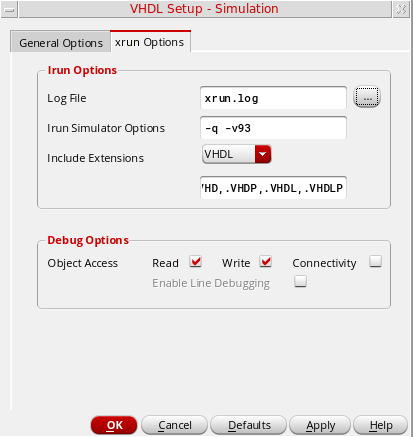 VHDL Setup - Simulation
General Options xrun Options
Irun Options
Log File xrun.log ...
Irun Simulator Options -q -v93
Include Extensions VHDL
HD,.VHDP,.VHDL,.VHDLP
Debug Options
Object Access Read Write Connectivity
Enable Line Debugging
OK Cancel Defaults Apply Help